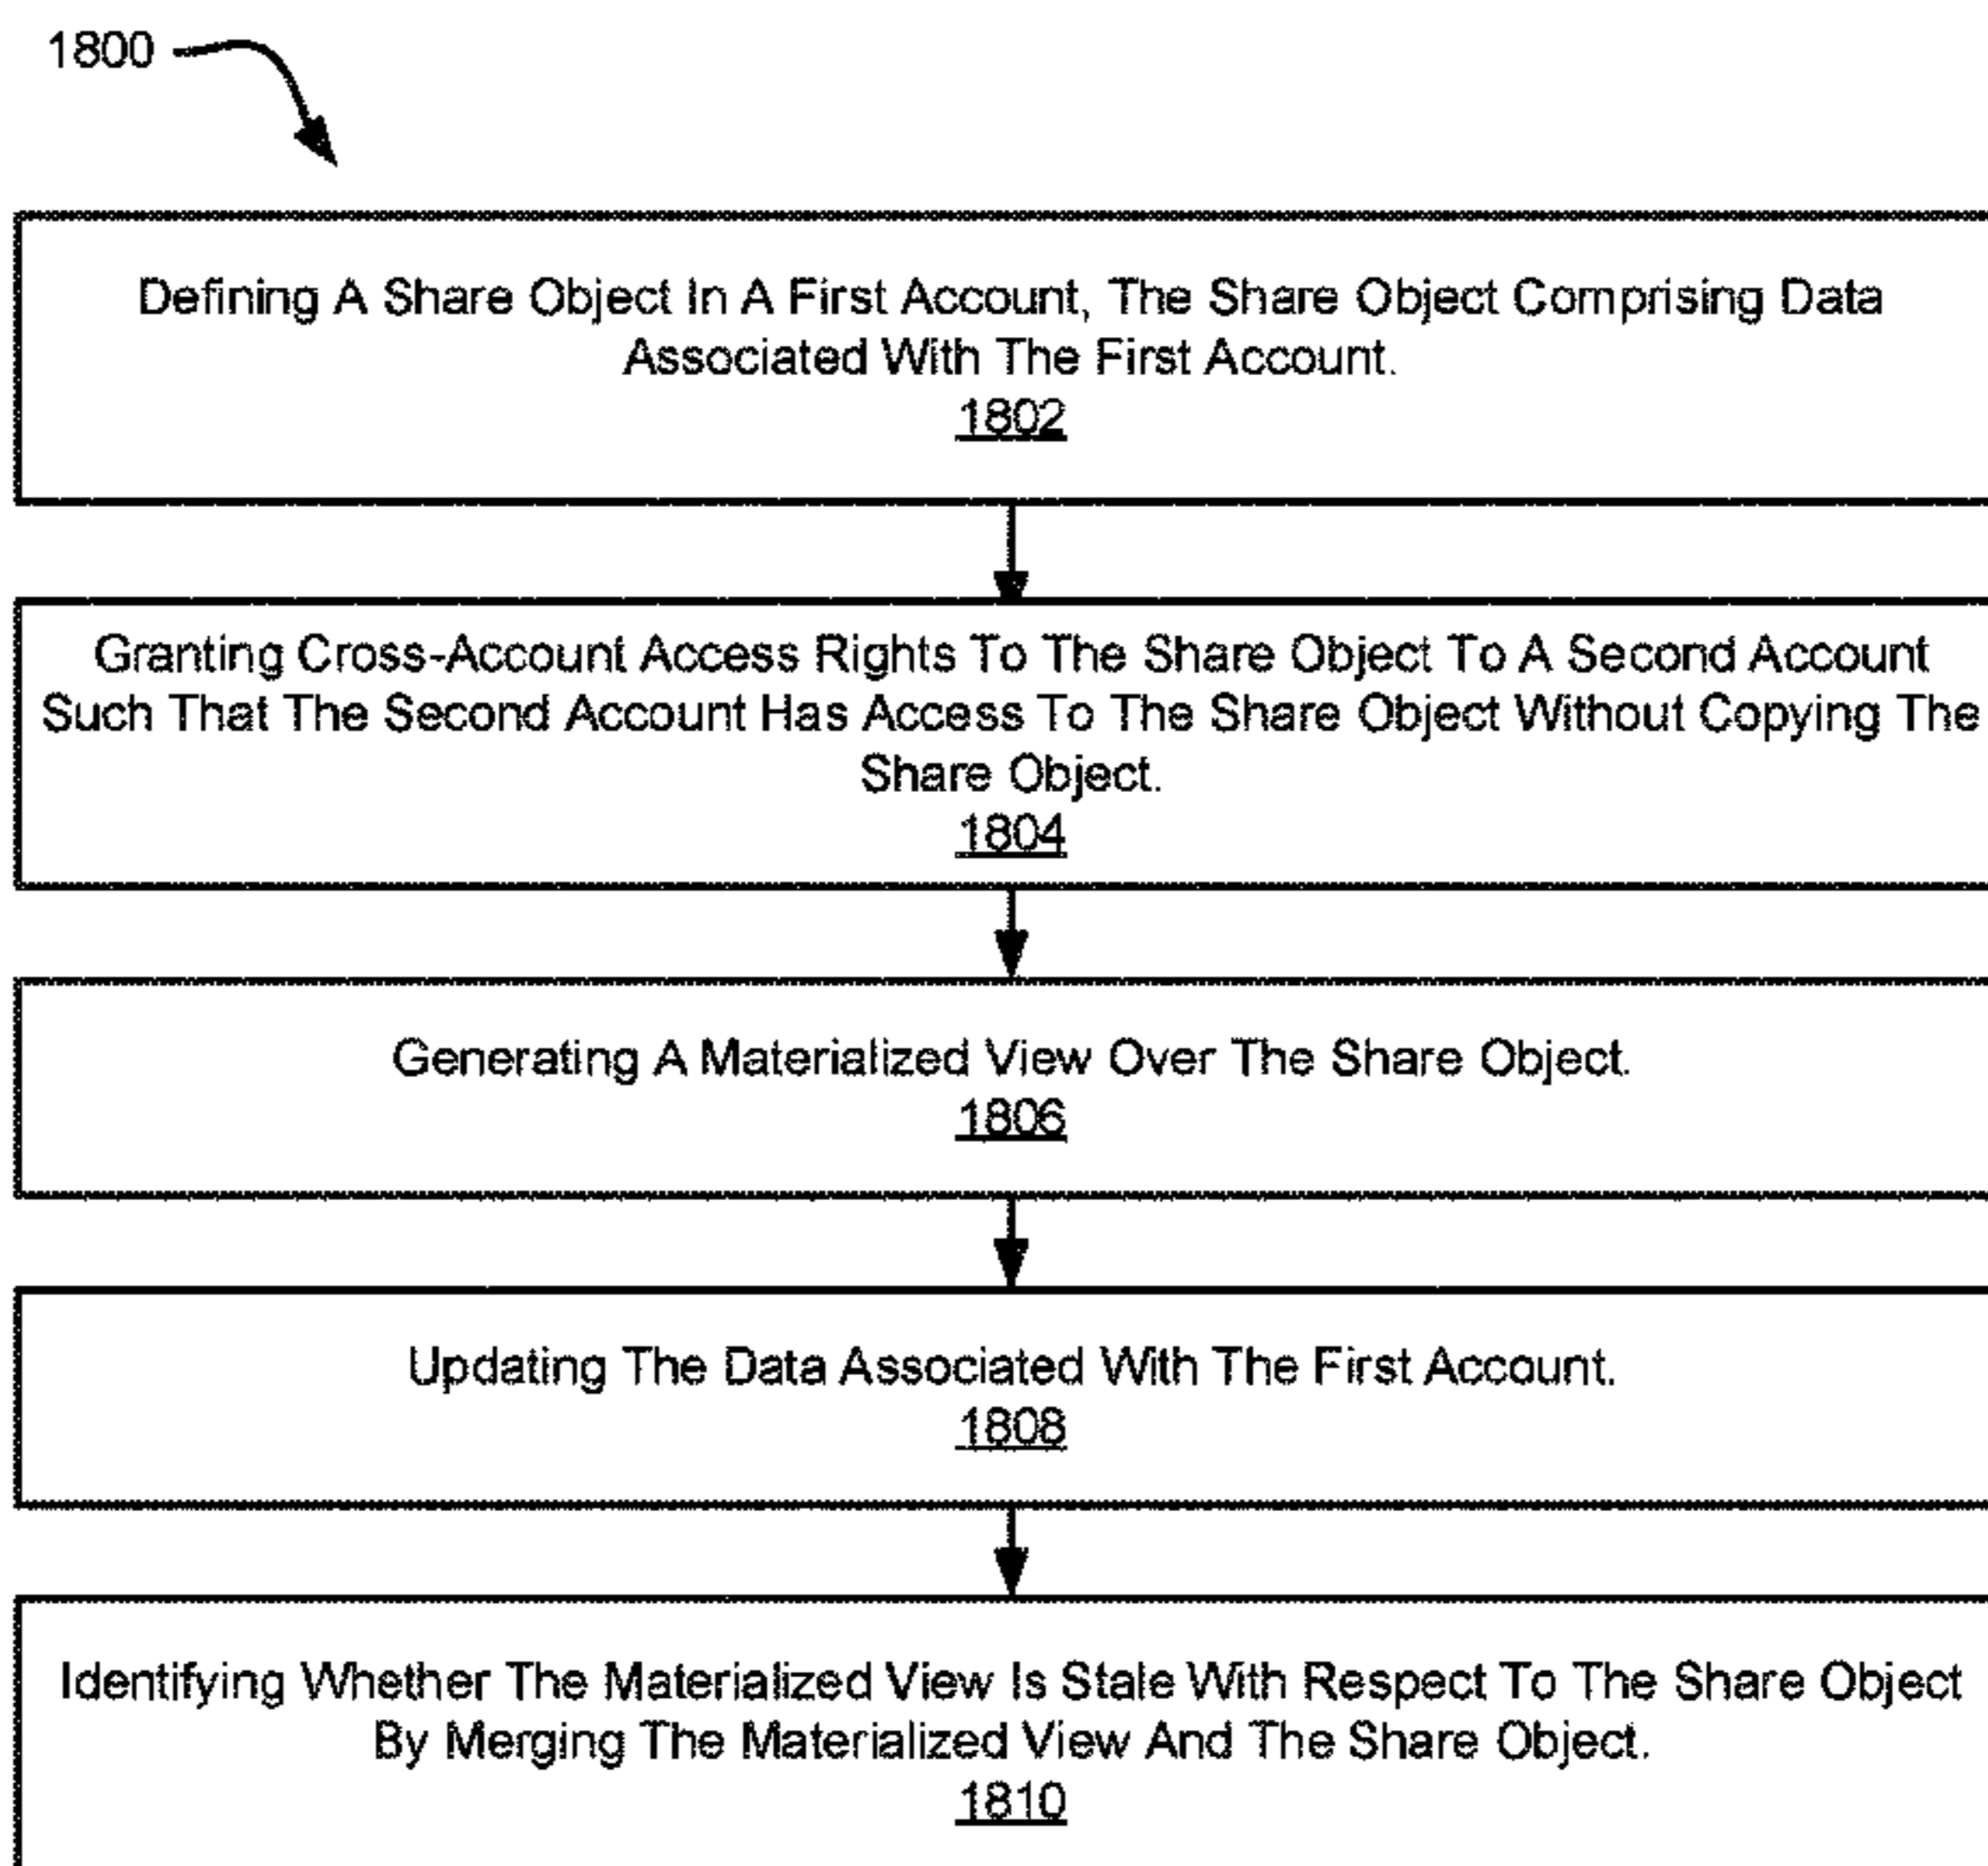 1800
Defining A Share Object In A First Account, The Share Object Comprising Data
Associated With The First Account.
1802
Granting Cross-Account Access Rights To The Share Object To A Second Account
Such That The Second Account Has Access To The Share Object Without Copying The
Share Object.
1804
Generating A Materialized View Over The Share Object.
1806
Updating The Data Associated With The First Account.
1808
Identifying Whether The Materialized View Is Stale With Respect To The Share Object
By Merging The Materialized View And The Share Object.
1810